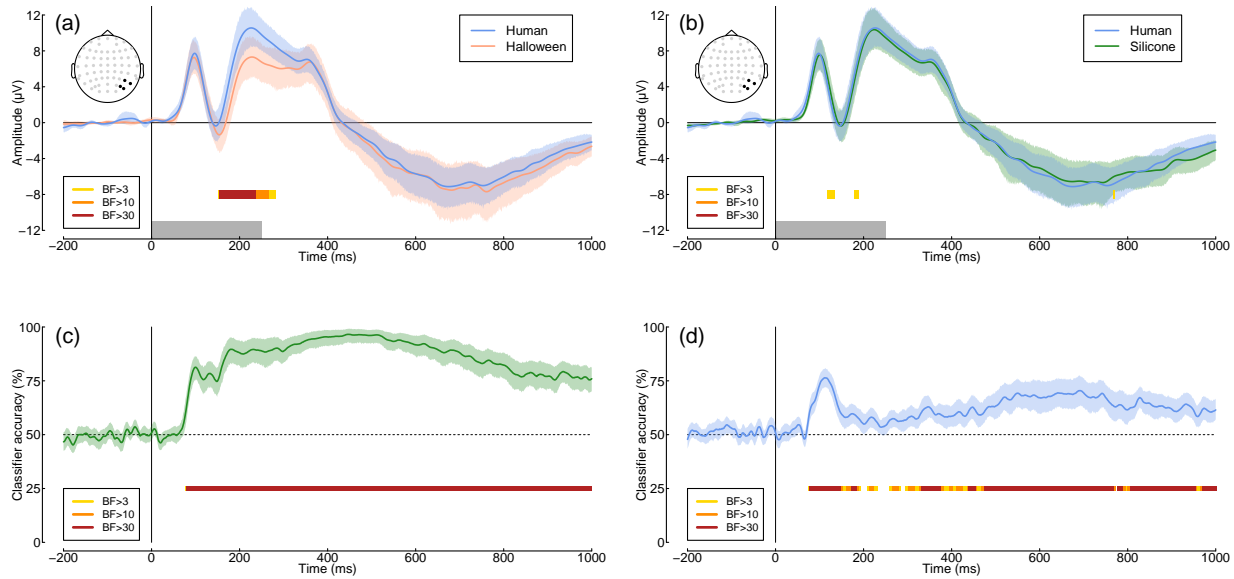 (a)
Human
Halloween
Amplitude (μV)
12
8
4
0
−4
−8
−12
BF>3
BF>10
BF>30
−200
0
200
400
600
800
1000
Time (ms)
(b)
Human
Silicone
Amplitude (μV)
12
8
4
0
−4
−8
−12
BF>3
BF>10
BF>30
−200
0
200
400
600
800
1000
Time (ms)
(c)
Classifier accuracy (%)
100
75
50
25
0
BF>3
BF>10
BF>30
−200
0
200
400
600
800
1000
Time (ms)
(d)
Classifier accuracy (%)
100
75
50
25
0
BF>3
BF>10
BF>30
−200
0
200
400
600
800
1000
Time (ms)